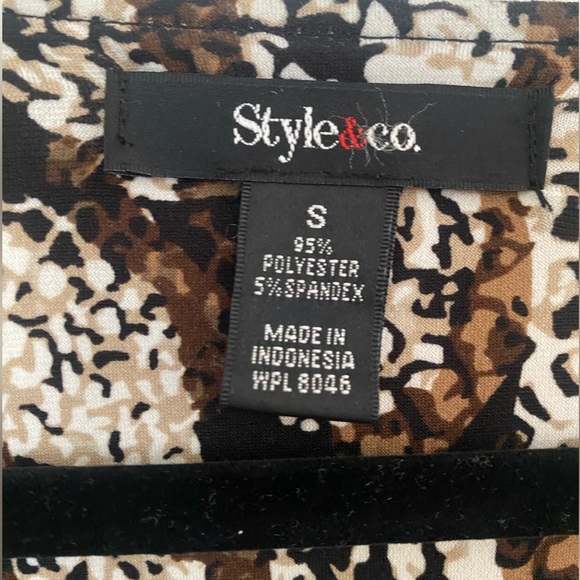 Style&co.
S
95%
POLYESTER
5%SPANDEX
MADE IN
INDONESIA
WPL 8046